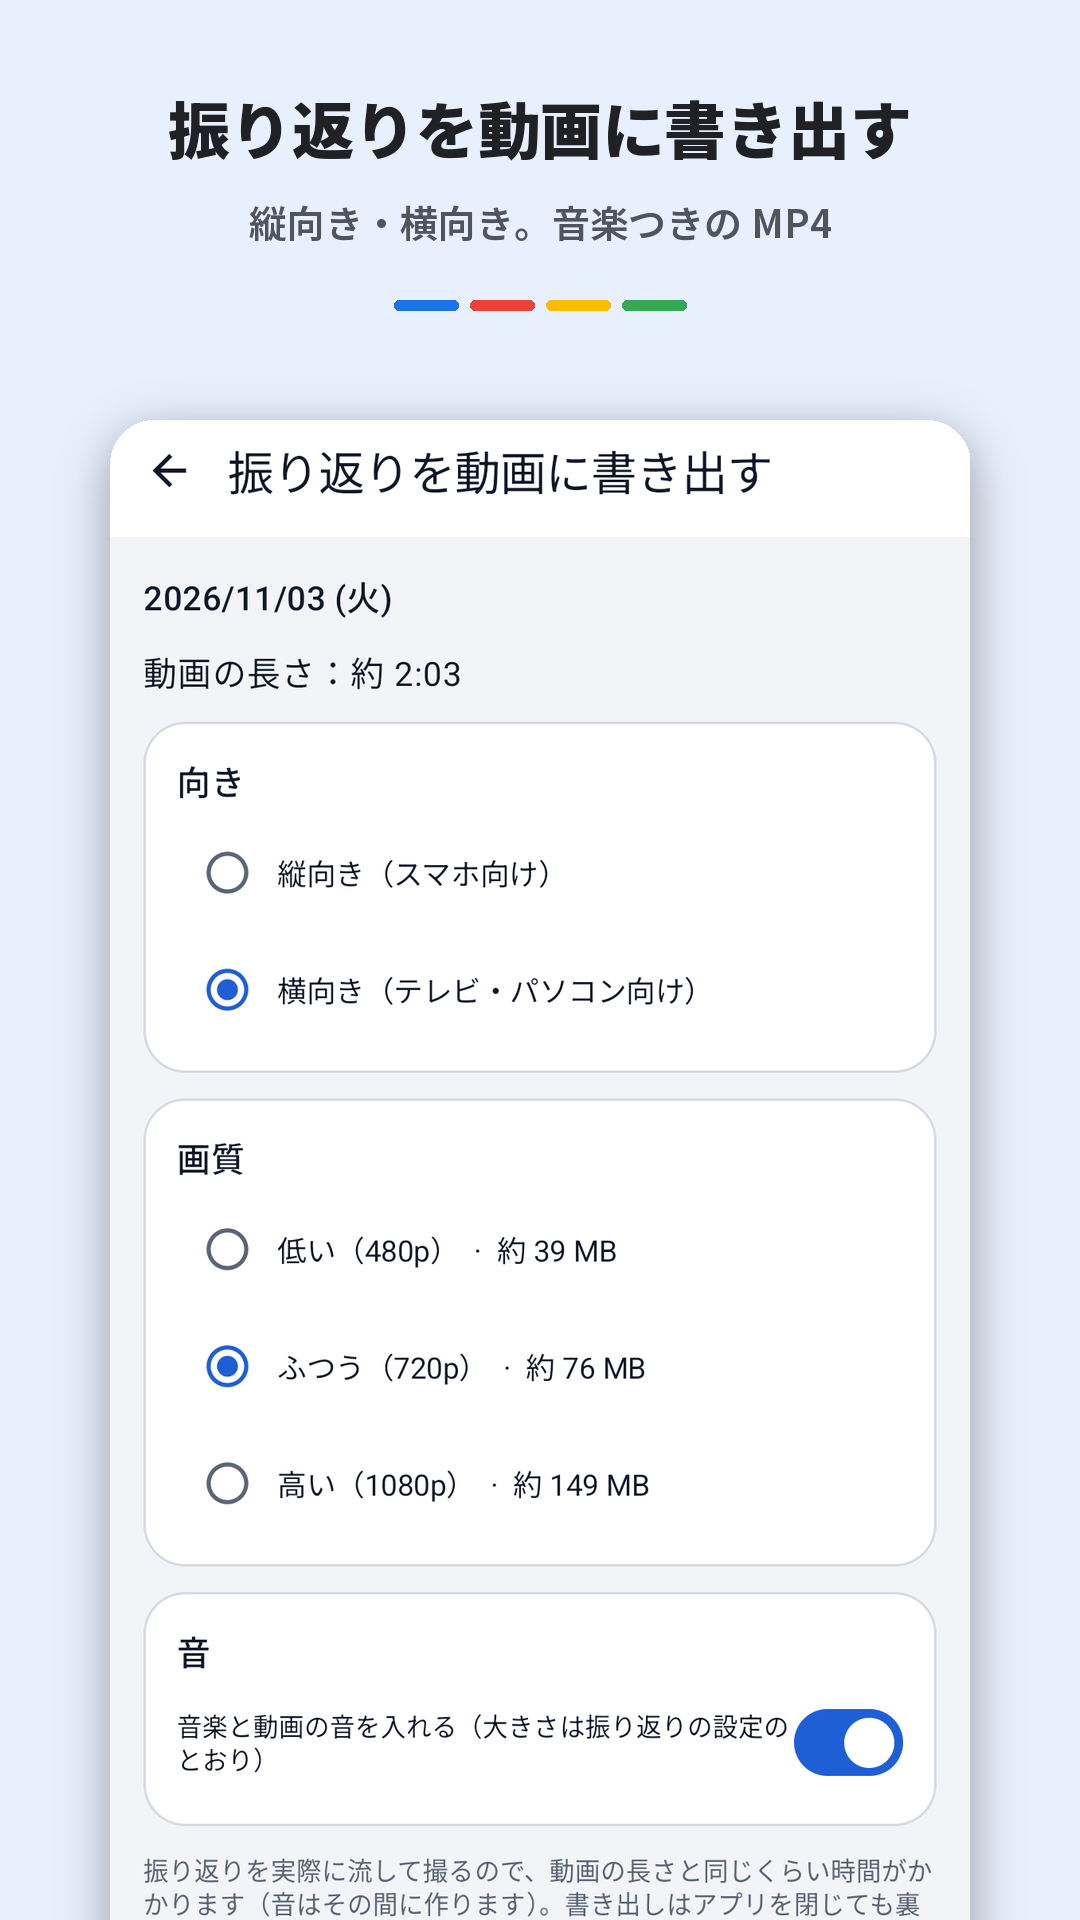 振り返りを動画に書き出す
縦向き・横向き。音楽つきの MP4
振り返りを動画に書き出す
2026/11/03 (火)
動画の長さ：約 2:03
向き
縦向き（スマホ向け）
横向き（テレビ・パソコン向け）
画質
低い（480p） · 約 39 MB
ふつう（720p） · 約 76 MB
高い（1080p） · 約 149 MB
音
音楽と動画の音を入れる（大きさは振り返りの設定の
とおり）
振り返りを実際に流して撮るので、動画の長さと同じくらい時間がか
かります（音はその間に作ります）。書き出しはアプリを閉じても裏